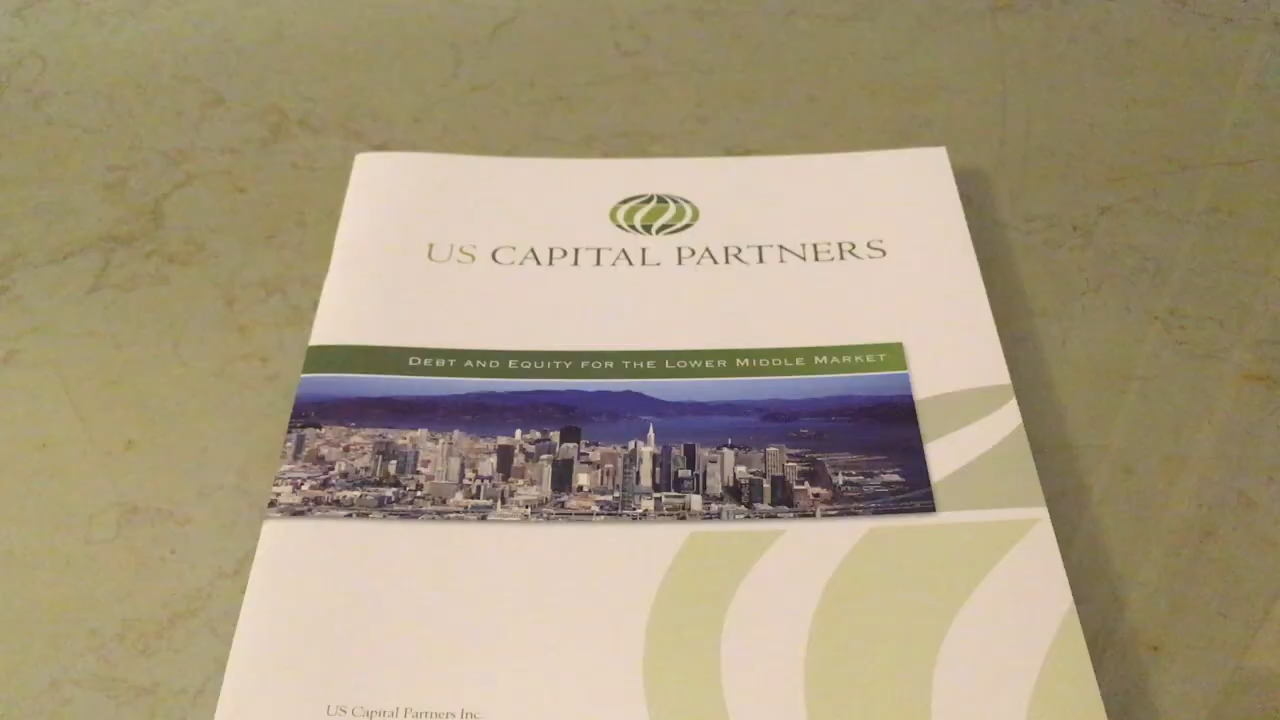 US CAPITAL PARTNERS
DEBT AND EQUITY FOR THE LOWER MIDDLE MARKET
US Capital Partners Inc.